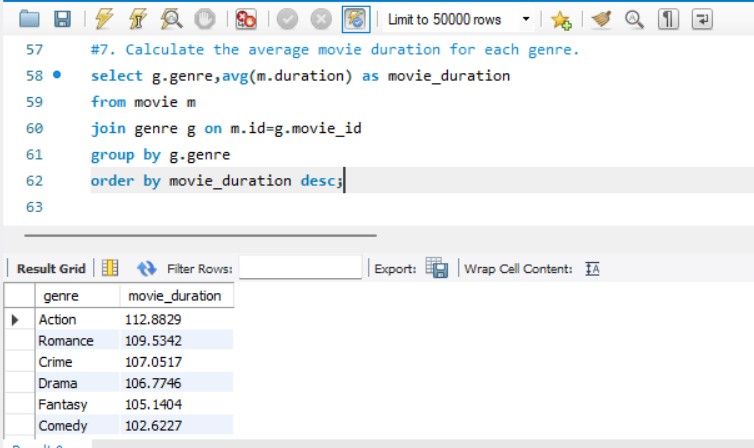 Limit to 50000 rows
57 #7. Calculate the average movie duration for each genre.
58 select g.genre,avg(m.duration) as movie_duration
59 from movie m
60 join genre g on m.id=g.movie_id
61 group by g.genre
62 order by movie_duration desc;
63
Result Grid Filter Rows: Export: Wrap Cell Content:
genre movie_duration
Action 112.8829
Romance 109.5342
Crime 107.0517
Drama 106.7746
Fantasy 105.1404
Comedy 102.6227